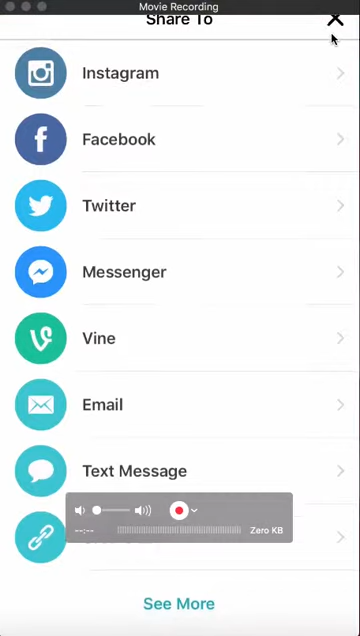 Movie Recording
Share To
Instagram
Facebook
Twitter
Messenger
Vine
Email
Text Message
--:--
Zero KB
See More